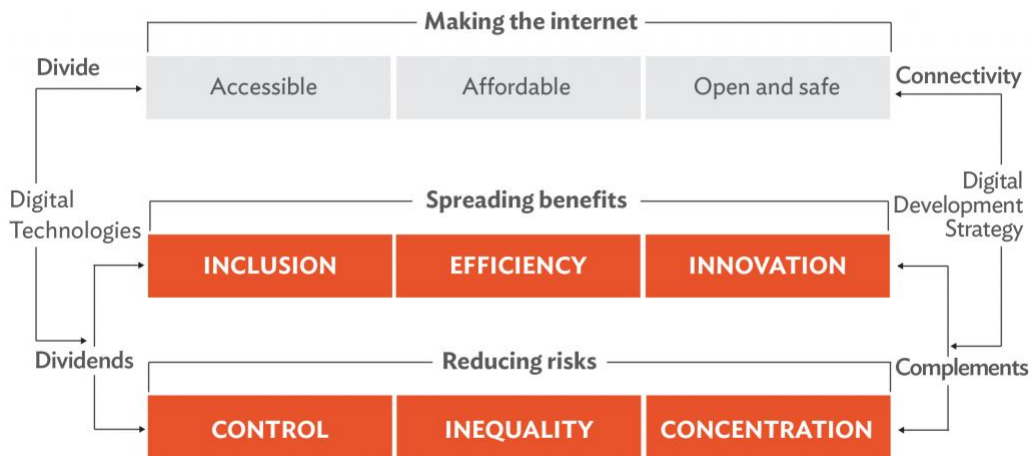 Making the internet
Divide
Accessible
Affordable
Open and safe
Connectivity
Digital
Technologies
Spreading benefits
Digital
Development
Strategy
INCLUSION
EFFICIENCY
INNOVATION
Dividends
Reducing risks
Complements
CONTROL
INEQUALITY
CONCENTRATION